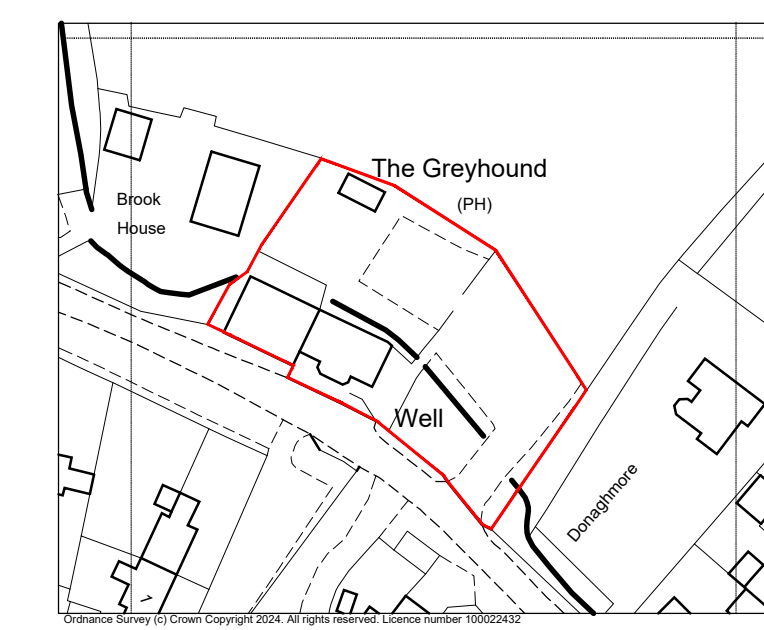 The Greyhound
(PH)
Brook
House
Well
Donaghmore
1
Ordnance Survey (c) Crown Copyright 2024. All rights reserved. Licence number 100022432